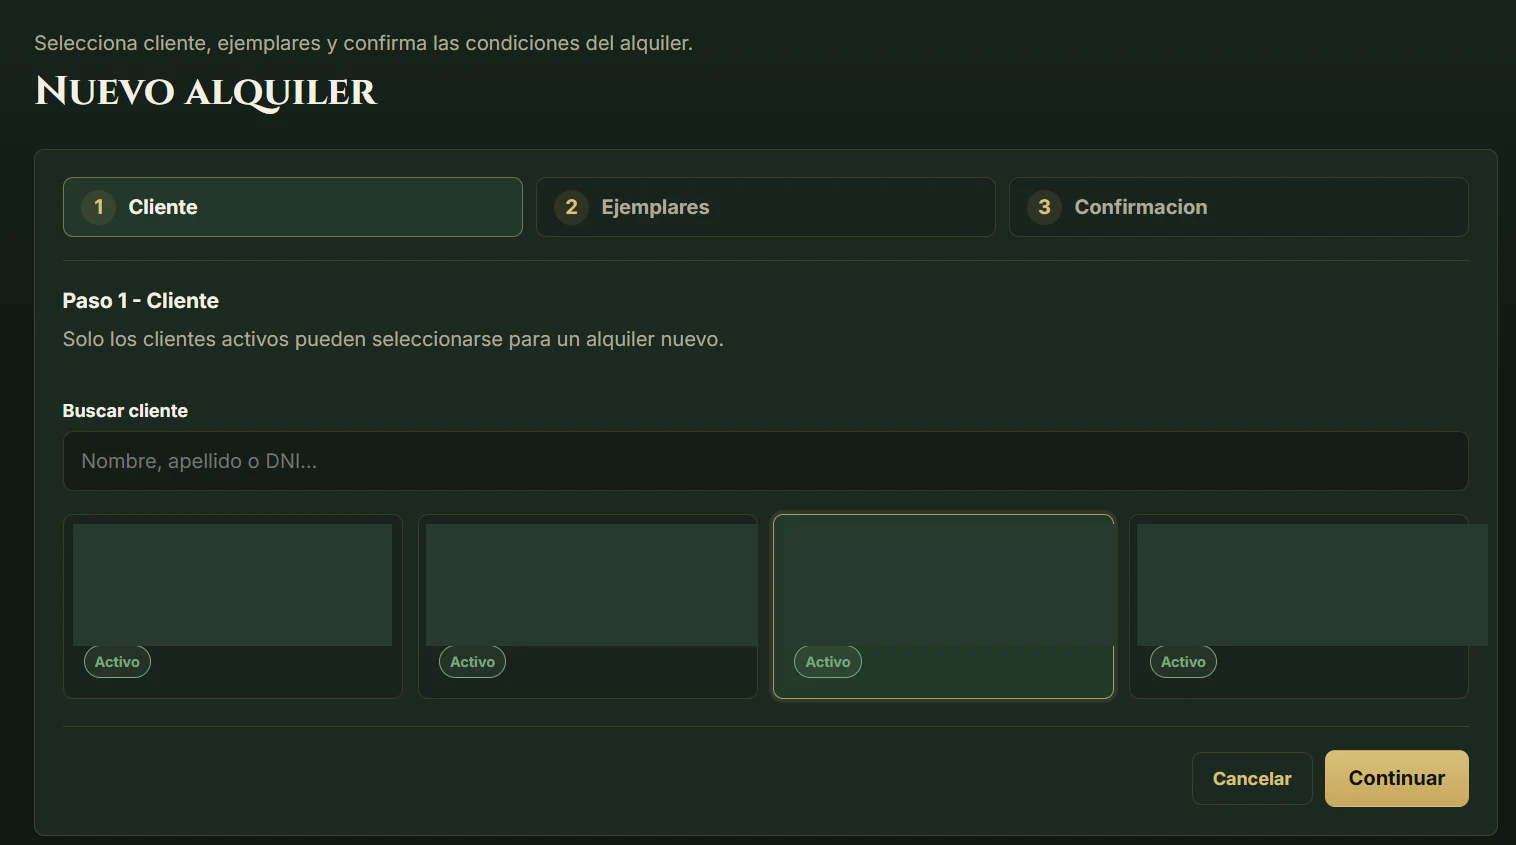 Selecciona cliente, ejemplares y confirma las condiciones del alquiler.
Nuevo alquiler
1 Cliente
2 Ejemplares
3 Confirmacion
Paso 1 - Cliente
Solo los clientes activos pueden seleccionarse para un alquiler nuevo.
Buscar cliente
Nombre, apellido o DNI...
Activo
Activo
Activo
Activo
Cancelar
Continuar